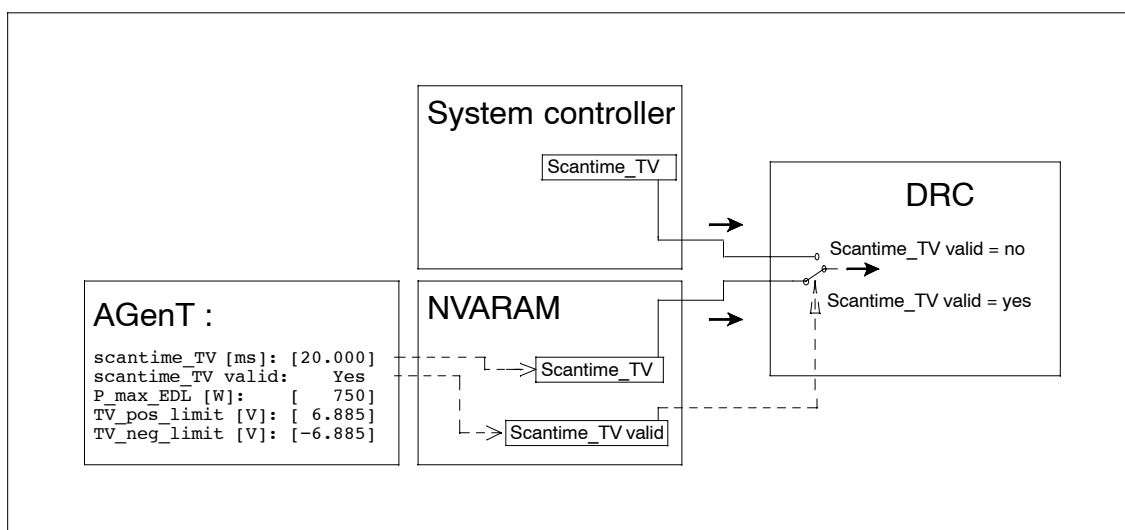 System controller
Scantime_TV
DRC
Scantime_TV valid = no
Scantime_TV valid = yes
AGenT :
scantime_TV [ms]: [20.000]
scantime_TV valid: Yes
P_max_EDL [W]: [ 750]
TV_pos_limit [V]: [ 6.885]
TV_neg_limit [V]: [−6.885]
NVARAM
Scantime_TV
Scantime_TV valid